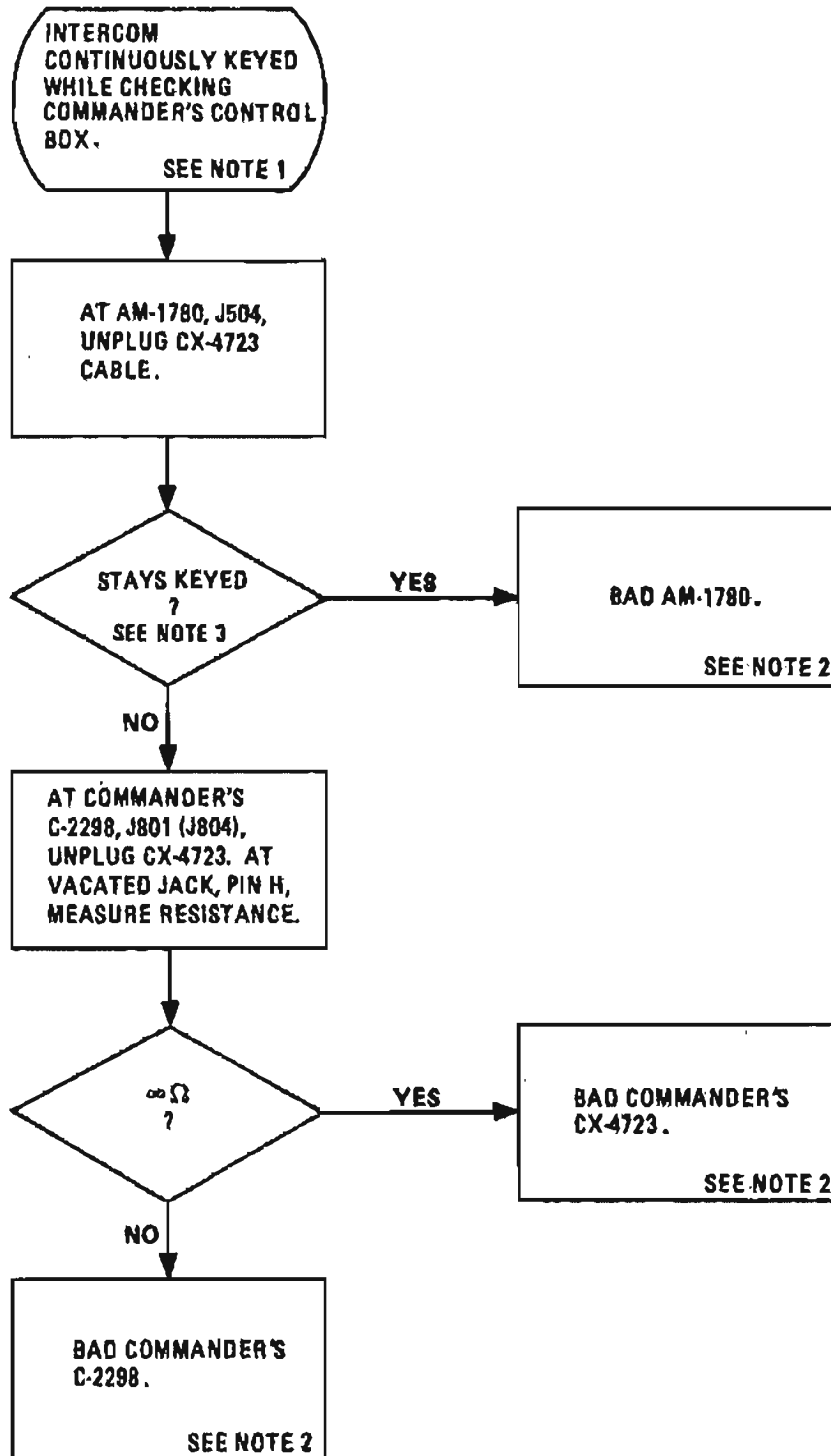 INTERCOM
CONTINUOUSLY KEYED
WHILE CHECKING
COMMANDER'S CONTROL
BOX.
SEE NOTE 1
AT AM-1780, J504,
UNPLUG CX-4723
CABLE.
STAYS KEYED
?
SEE NOTE 3
YES
BAD AM-1780.
SEE NOTE 2
NO
AT COMMANDER'S
C-2298, J801 (J804),
UNPLUG CX-4723. AT
VACATED JACK, PIN H,
MEASURE RESISTANCE.
∞ Ω
?
YES
BAD COMMANDER'S
CX-4723.
SEE NOTE 2
NO
BAD COMMANDER'S
C-2298.
SEE NOTE 2